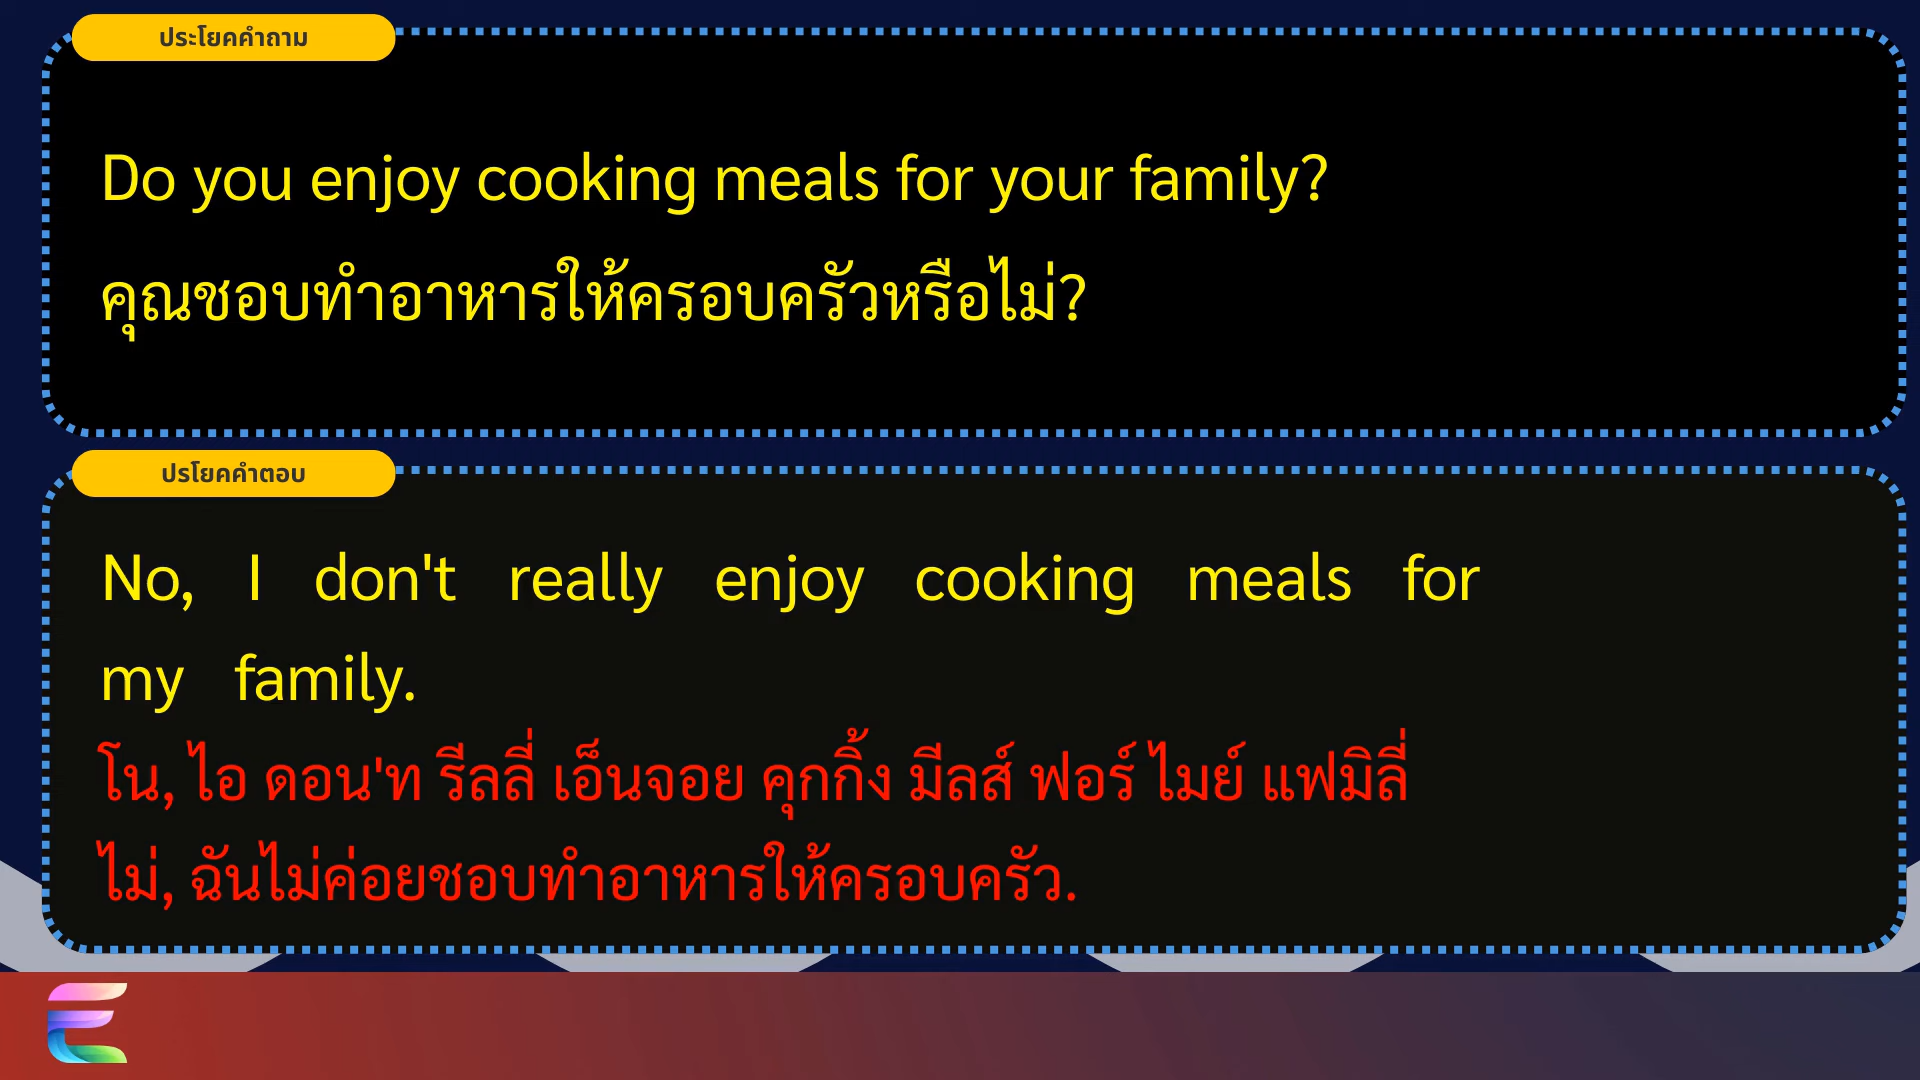 ประโยคคำถาม
Do you enjoy cooking meals for your family?
คุณชอบทำอาหารให้ครอบครัวหรือไม่?
ปรโยคคำตอบ
No, I don't really enjoy cooking meals for
my family.
โน, ไอ ดอน'ท รีลลี่ เอ็นจอย คุกกิ้ง มีลส์ ฟอร์ ไมย์ แฟมิลี่
ไม่, ฉันไม่ค่อยชอบทำอาหารให้ครอบครัว.